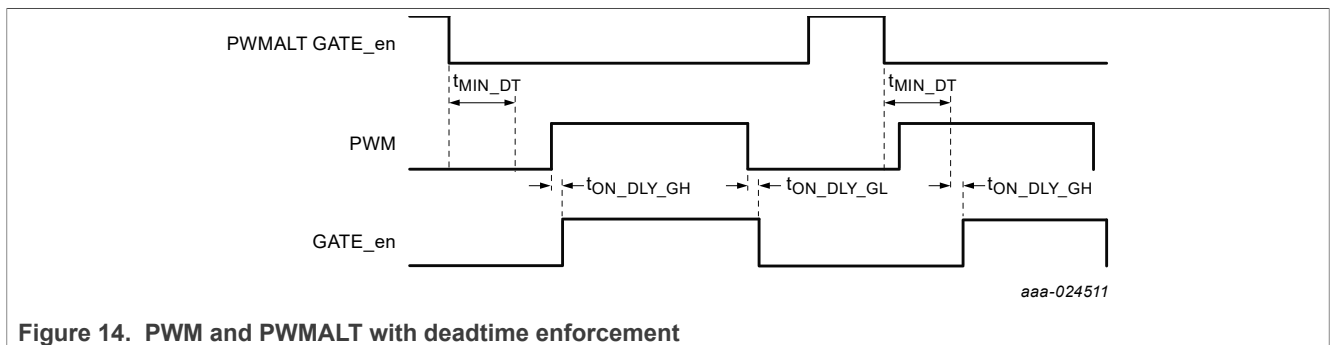 PWMALT GATE_en
tMIN_DT
tMIN_DT
PWM
tON_DLY_GH
tON_DLY_GL
tON_DLY_GH
GATE_en
aaa-024511
Figure 14. PWM and PWMALT with deadtime enforcement